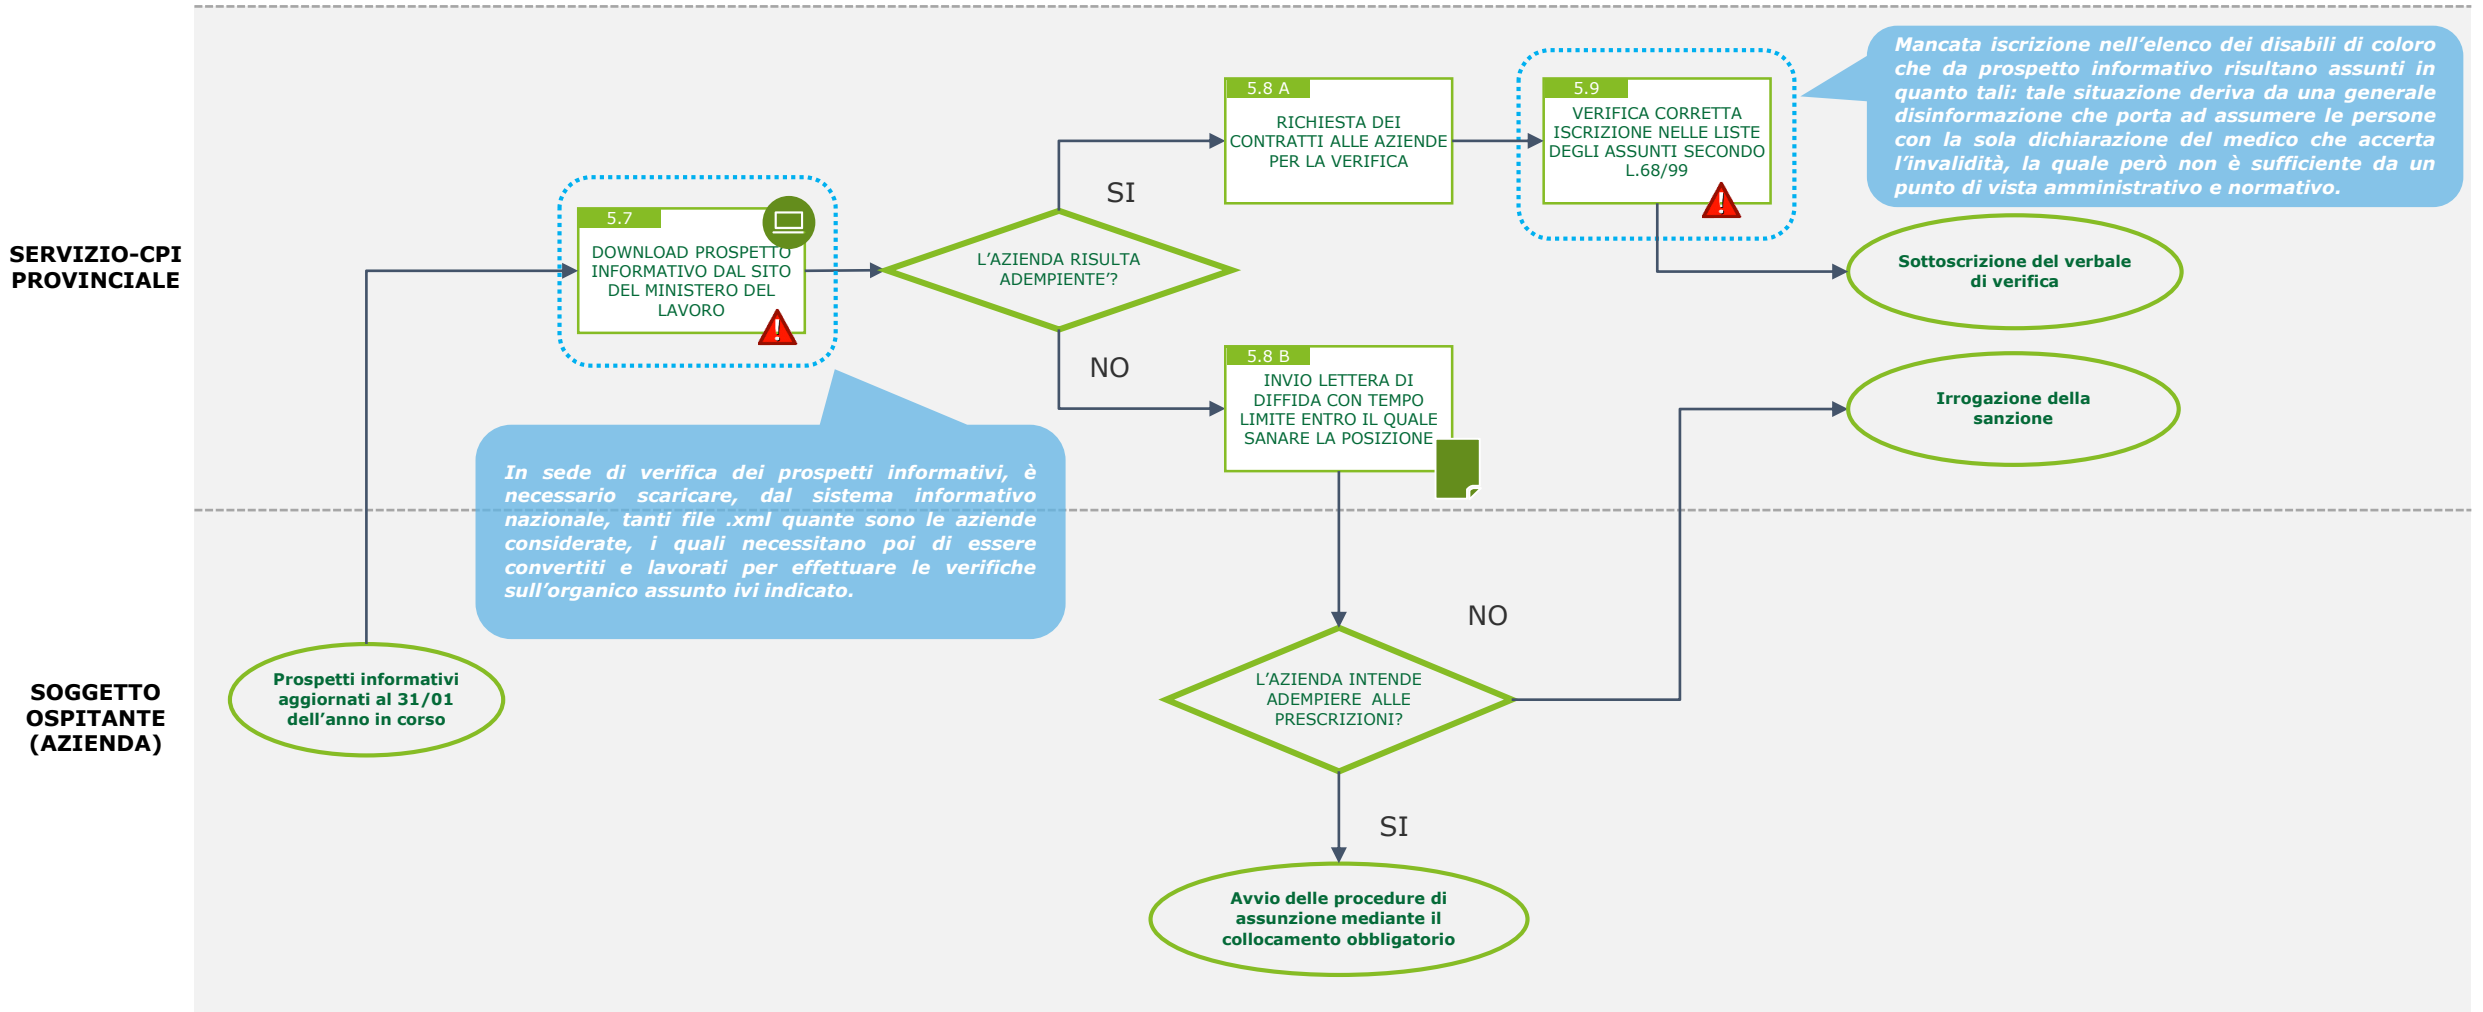 Mancata iscrizione nell’elenco dei disabili di coloro
che da prospetto informativo risultano assunti in
quanto tali: tale situazione deriva da una generale
disinformazione che porta ad assumere le persone
con la sola dichiarazione del medico che accerta
l’invalidità, la quale però non è sufficiente da un
punto di vista amministrativo e normativo.
5.8 A
RICHIESTA DEI
CONTRATTI ALLE AZIENDE
PER LA VERIFICA
5.9
VERIFICA CORRETTA
ISCRIZIONE NELLE LISTE
DEGLI ASSUNTI SECONDO
L.68/99
SI
SERVIZIO-CPI
PROVINCIALE
5.7
DOWNLOAD PROSPETTO
INFORMATIVO DAL SITO
DEL MINISTERO DEL
LAVORO
L’AZIENDA RISULTA
ADEMPIENTE’?
Sottoscrizione del verbale
di verifica
NO
5.8 B
INVIO LETTERA DI
DIFFIDA CON TEMPO
LIMITE ENTRO IL QUALE
SANARE LA POSIZIONE
Irrogazione della
sanzione
In sede di verifica dei prospetti informativi, è
necessario scaricare, dal sistema informativo
nazionale, tanti file .xml quante sono le aziende
considerate, i quali necessitano poi di essere
convertiti e lavorati per effettuare le verifiche
sull’organico assunto ivi indicato.
NO
SOGGETTO
OSPITANTE
(AZIENDA)
Prospetti informativi
aggiornati al 31/01
dell’anno in corso
L’AZIENDA INTENDE
ADEMPIERE ALLE
PRESCRIZIONI?
SI
Avvio delle procedure di
assunzione mediante il
collocamento obbligatorio